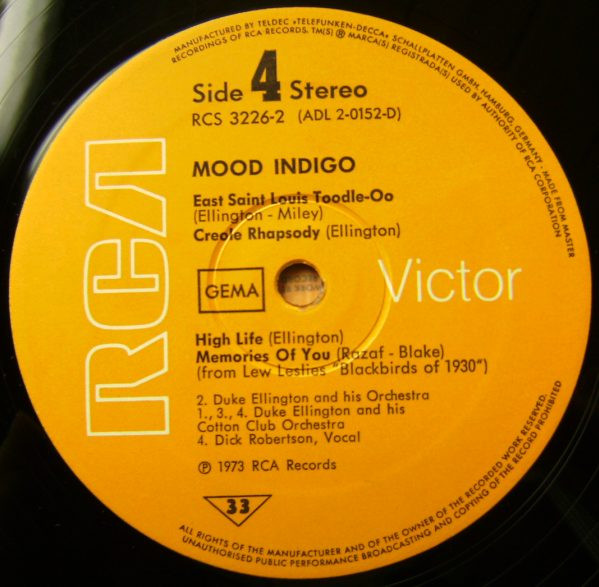 MANUFACTURED BY TELDEC »TELEFUNKEN-DECCA« SCHALLPLATTEN GMBH, HAMBURG, GERMANY · MADE FROM MASTER
RECORDINGS OF RCA RECORDS. TM(S) ® MARCA(S) REGISTRADA(S) USED BY AUTHORITY OF RCA CORPORATION
Side 4 Stereo
RCS 3226-2 (ADL 2-0152-D)
MOOD INDIGO
East Saint Louis Toodle-Oo
(Ellington - Miley)
Creole Rhapsody (Ellington)
RCA
GEMA
Victor
High Life (Ellington)
Memories Of You (Razaf - Blake)
(from Lew Leslies "Blackbirds of 1930")
2. Duke Ellington and his Orchestra
1., 3., 4. Duke Ellington and his
Cotton Club Orchestra
4. Dick Robertson, Vocal
℗ 1973 RCA Records
33
ALL RIGHTS OF THE MANUFACTURER AND OF THE OWNER OF THE RECORDED WORK RESERVED.
UNAUTHORISED PUBLIC PERFORMANCE BROADCASTING AND COPYING OF THE RECORD PROHIBITED